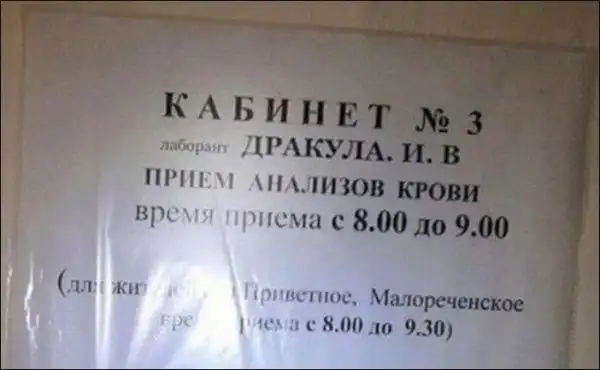 КАБИНЕТ № 3
лаборант ДРАКУЛА. И. В
ПРИЕМ АНАЛИЗОВ КРОВИ
время приема с 8.00 до 9.00
Приветное, Малореченское
приема с 8.00 до 9.30)